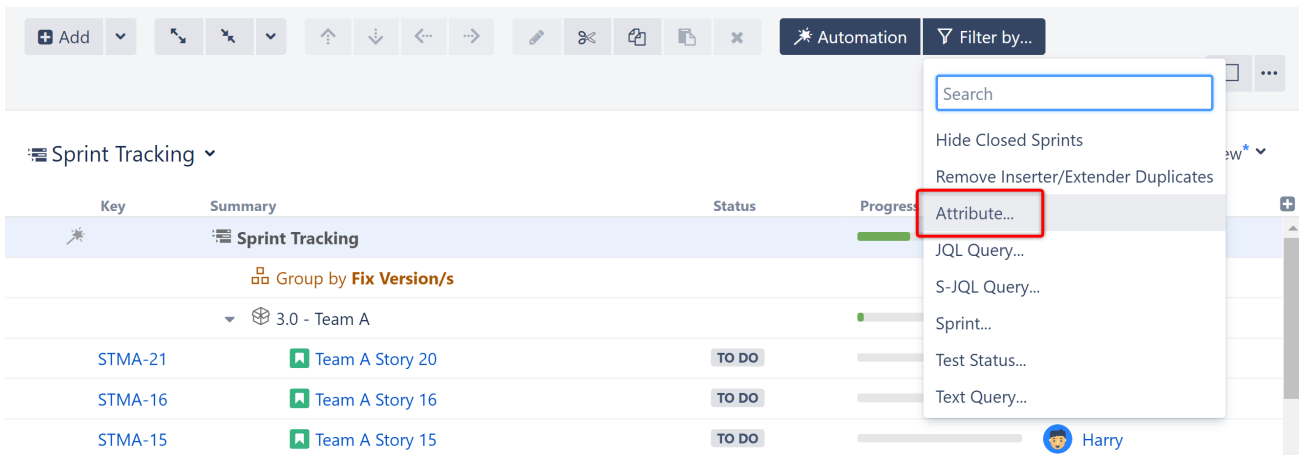 Add
Automation
Filter by...
Search
Hide Closed Sprints
Sprint Tracking
Remove Inserter/Extender Duplicates
Key Summary Status
Attribute...
Sprint Tracking
JQL Query...
Group by Fix Version/s
S-JQL Query...
3.0 - Team A
Sprint...
STMA-21 Team A Story 20 TO DO
Test Status...
STMA-16 Team A Story 16 TO DO
Text Query...
STMA-15 Team A Story 15 TO DO Harry